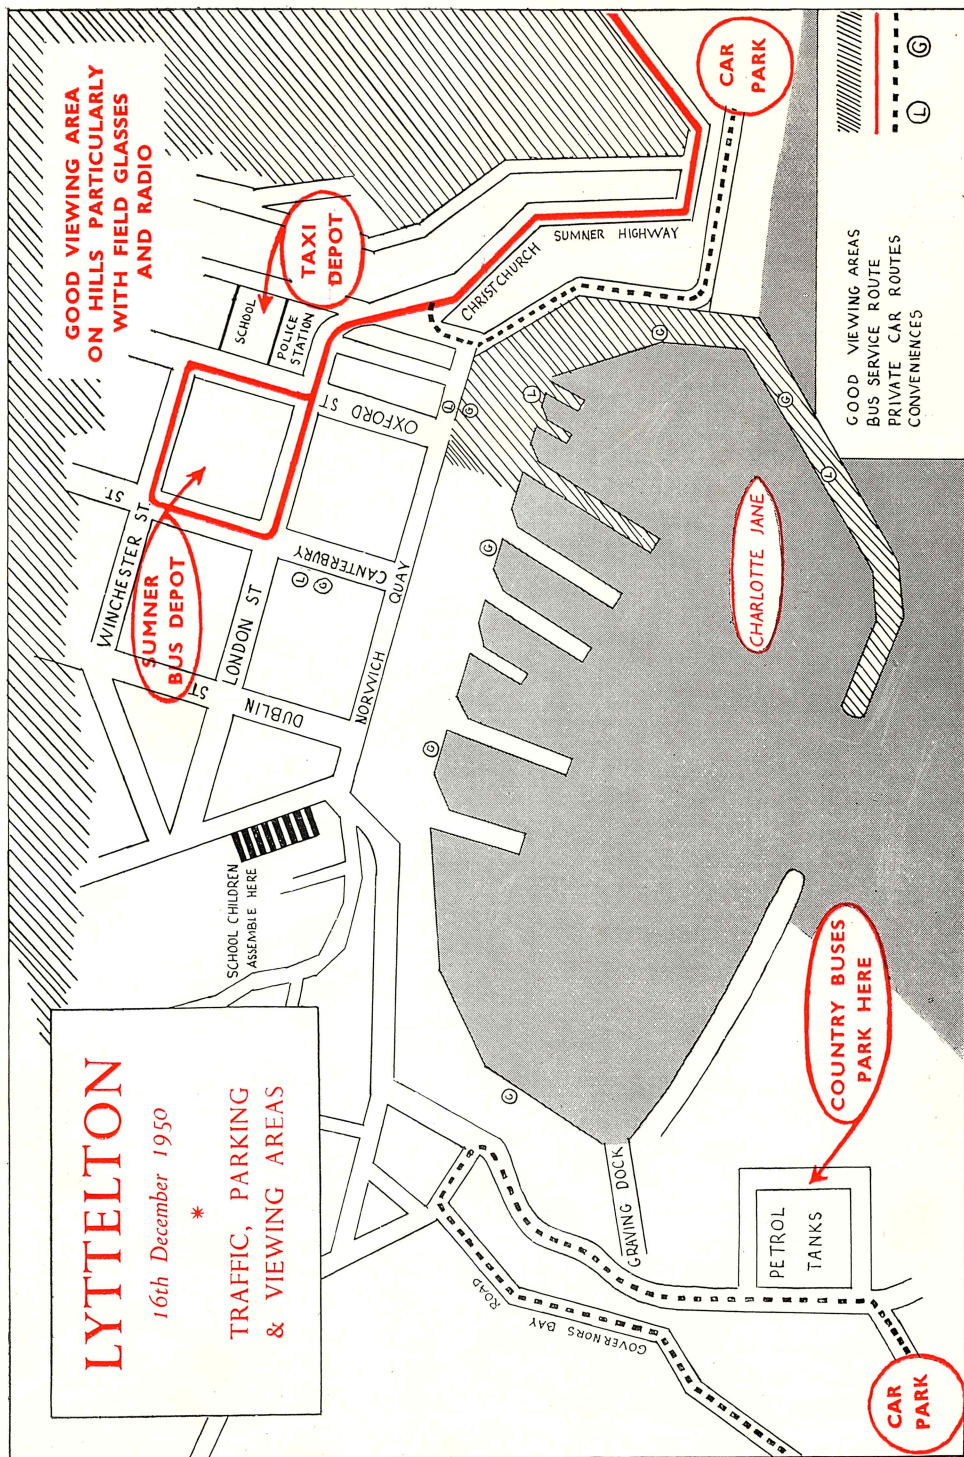 LYTTELTON
16th December 1950
*
TRAFFIC, PARKING
& VIEWING AREAS
GOOD VIEWING AREA
ON HILLS PARTICULARLY
WITH FIELD GLASSES
AND RADIO
TAXI
DEPOT
SCHOOL
POLICE
STATION
SUMNER
BUS DEPOT
WINCHESTER ST.
ST.
LONDON ST
DUBLIN
ST
CANTERBURY
OXFORD ST
NORWICH QUAY
CHRISTCHURCH
SUMNER HIGHWAY
CAR
PARK
SCHOOL CHILDREN
ASSEMBLE HERE
L
G
L
G
L
G
G
L
G
G
G
CHARLOTTE JANE
GRAVING DOCK
GOVERNORS BAY
ROAD
PETROL
TANKS
COUNTRY BUSES
PARK HERE
CAR
PARK
GOOD VIEWING AREAS
BUS SERVICE ROUTE
PRIVATE CAR ROUTES
CONVENIENCES
L G